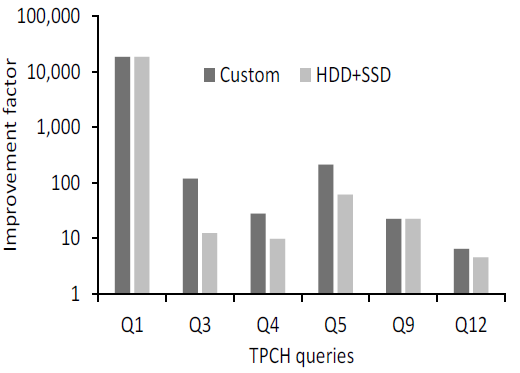 100,000
10,000
1,000
100
10
1
Improvement factor
Custom HDD+SSD
Q1 Q3 Q4 Q5 Q9 Q12
TPCH queries